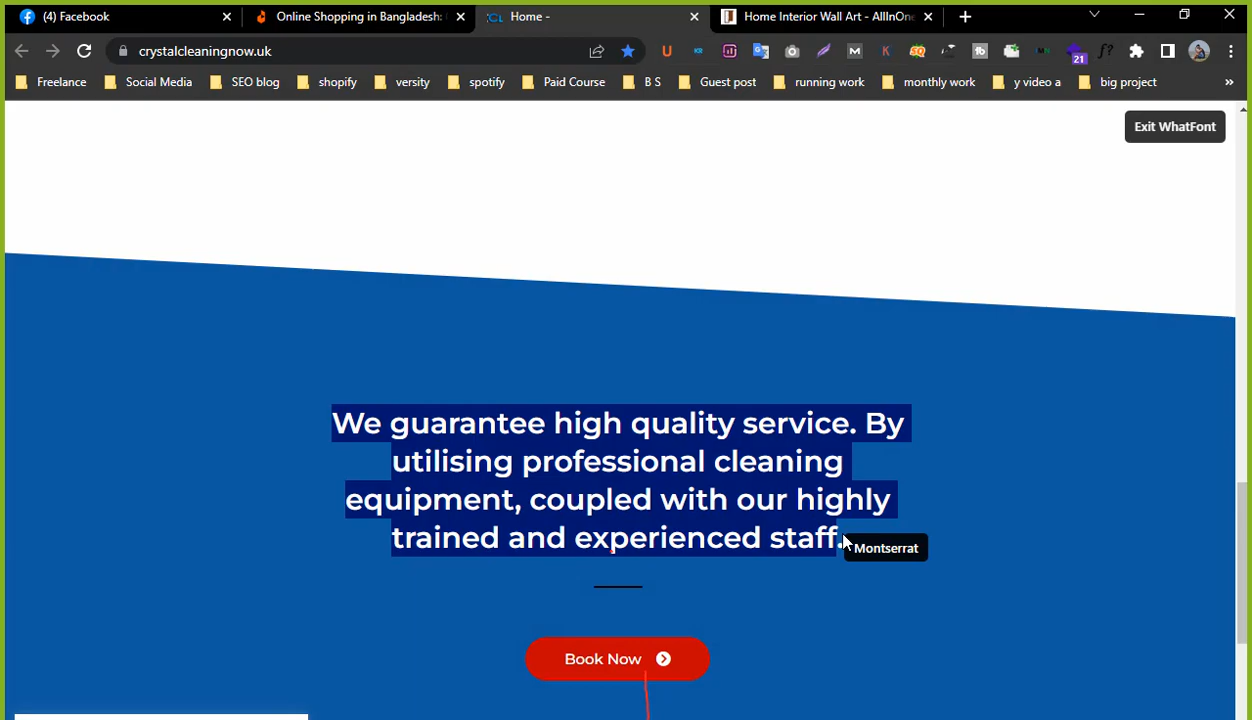 (4) Facebook
Online Shopping in Bangladesh:
Home -
Home Interior Wall Art - AllInOne
crystalcleaningnow.uk
21
Freelance
Social Media
SEO blog
shopify
versity
spotify
Paid Course
B S
Guest post
running work
monthly work
y video a
big project
Exit WhatFont
We guarantee high quality service. By
utilising professional cleaning
equipment, coupled with our highly
trained and experienced staff.
Montserrat
Book Now